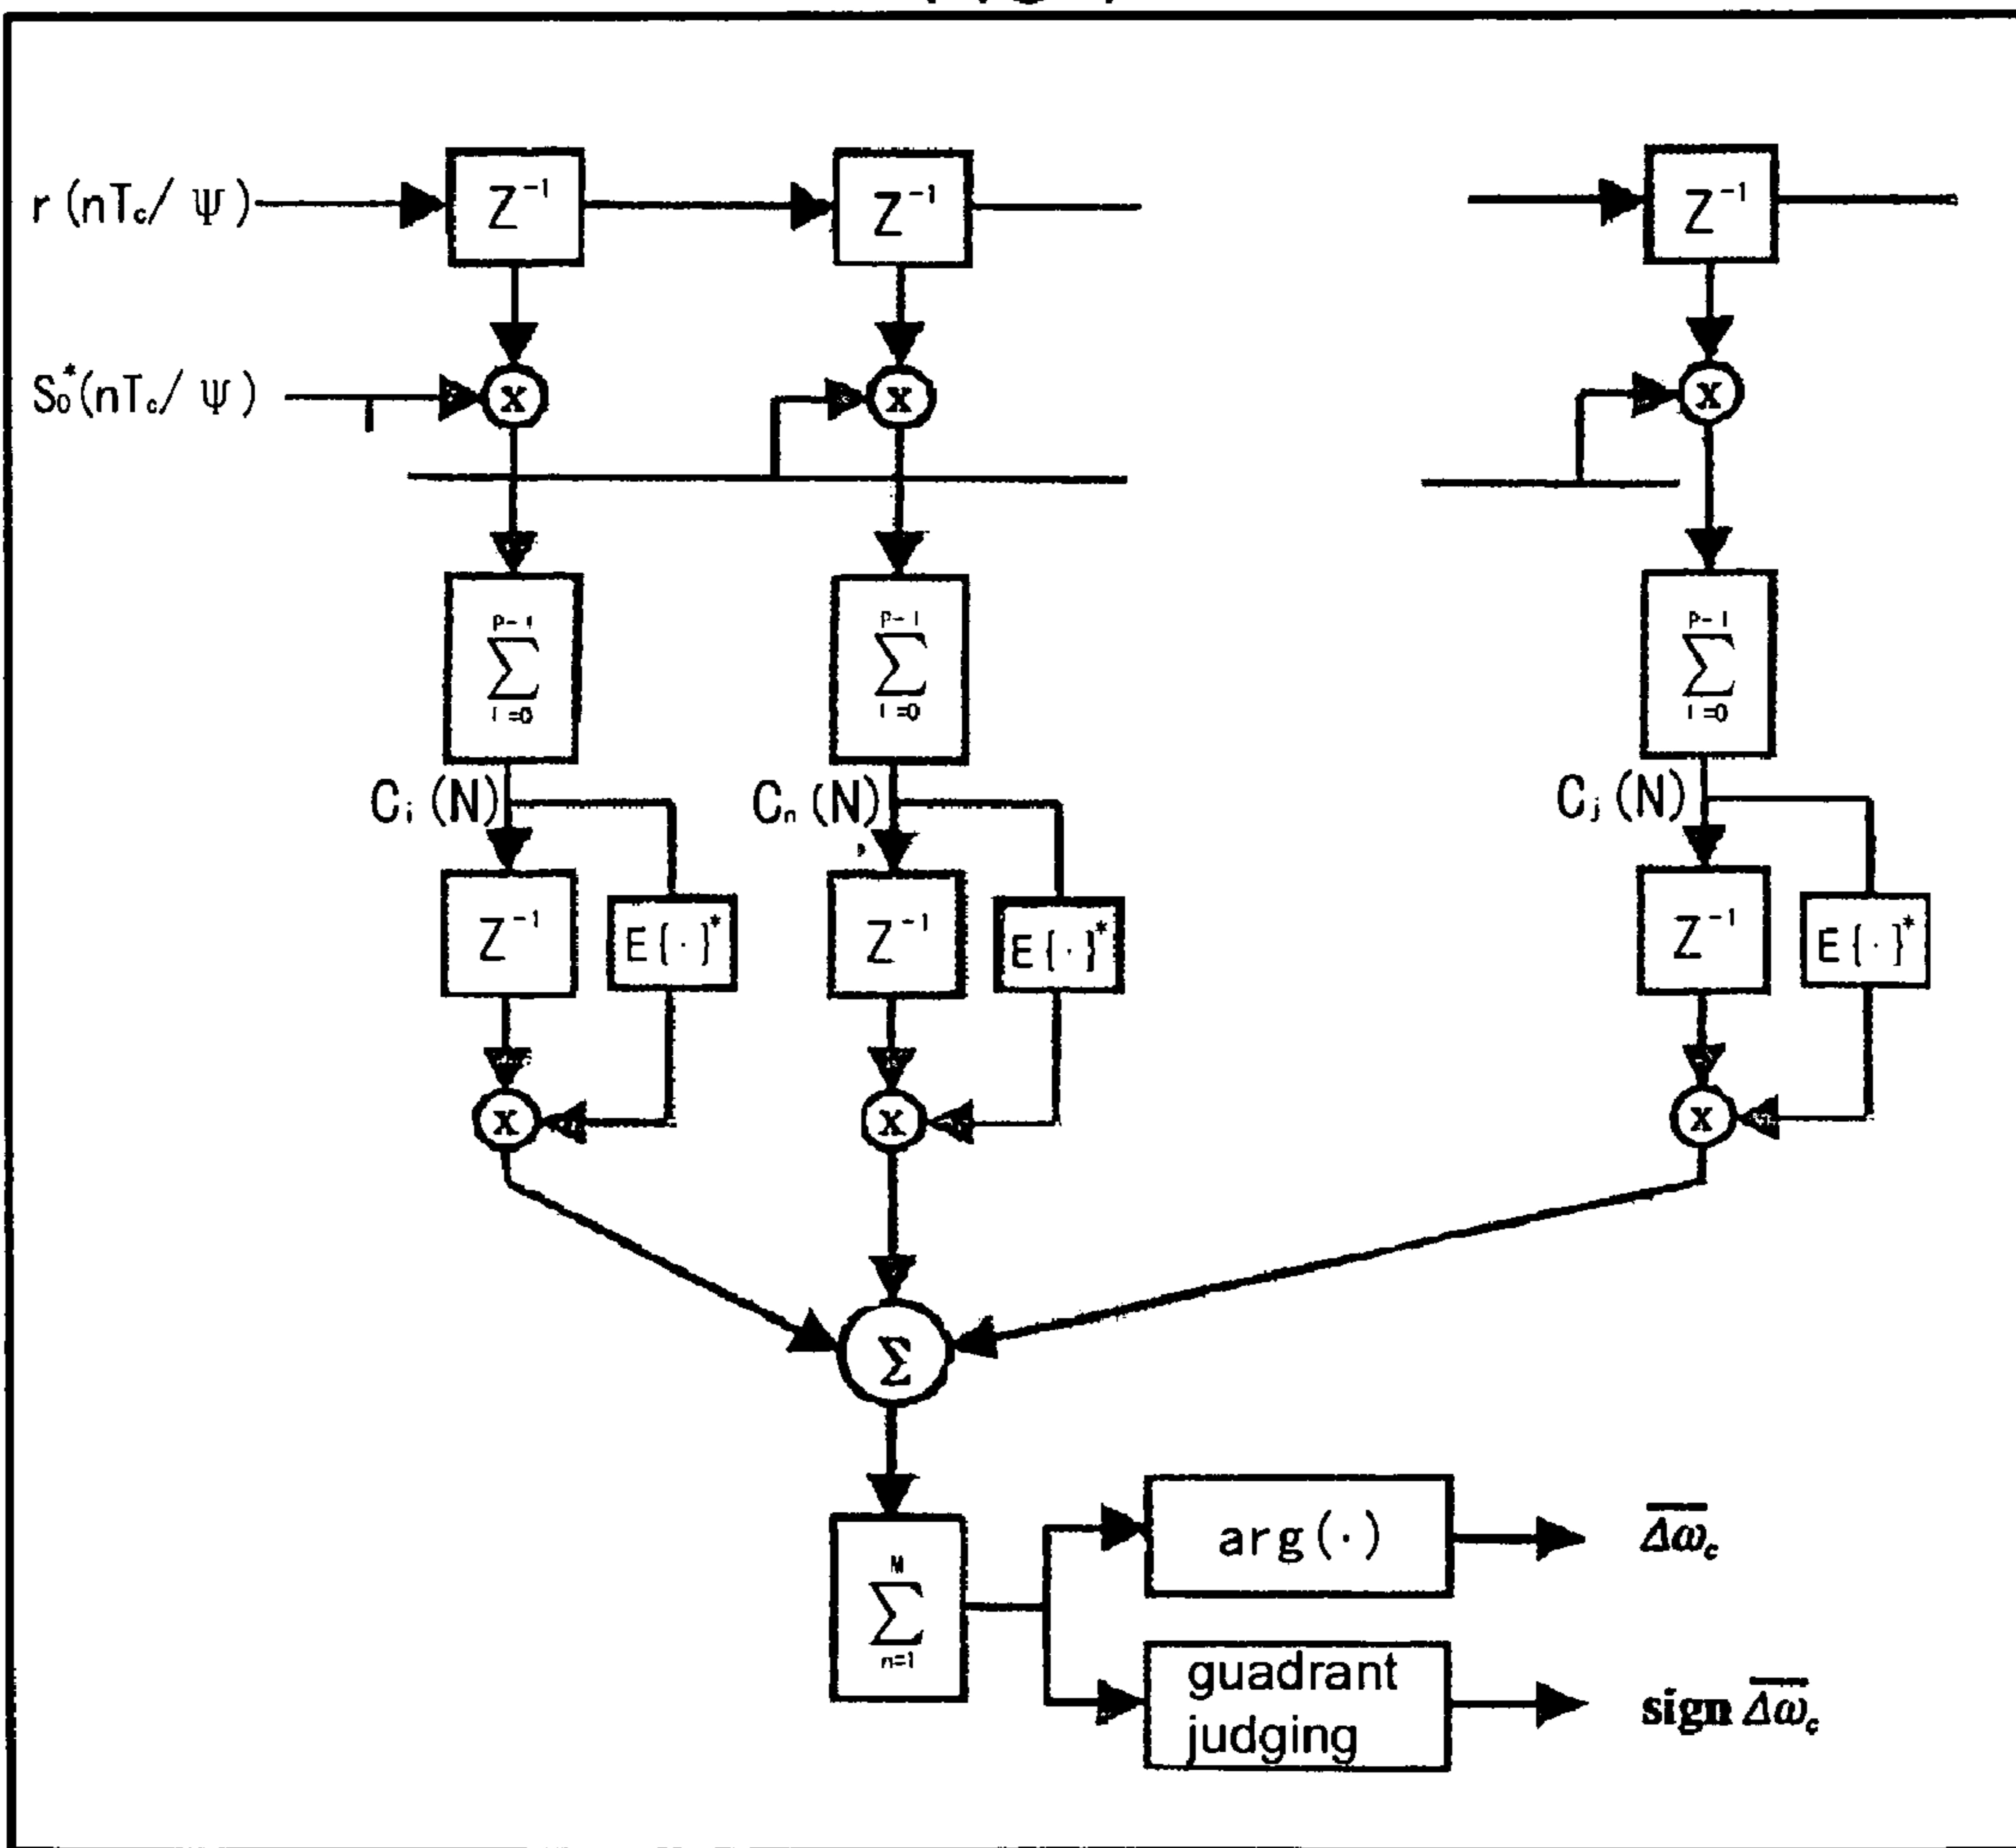 r(nTc/Ψ)
Z⁻¹
Z⁻¹
Z⁻¹
S₀*(nTc/Ψ)
x
x
x
P-1
∑
i=0
P-1
∑
i=0
P-1
∑
i=0
Cᵢ(N)
Cₙ(N)
Cⱼ(N)
Z⁻¹
E{·}*
Z⁻¹
E{·}*
Z⁻¹
E{·}*
x
x
x
Σ
N
∑
n=1
arg(·)
Δω̅c
guadrant
judging
sign Δω̅c